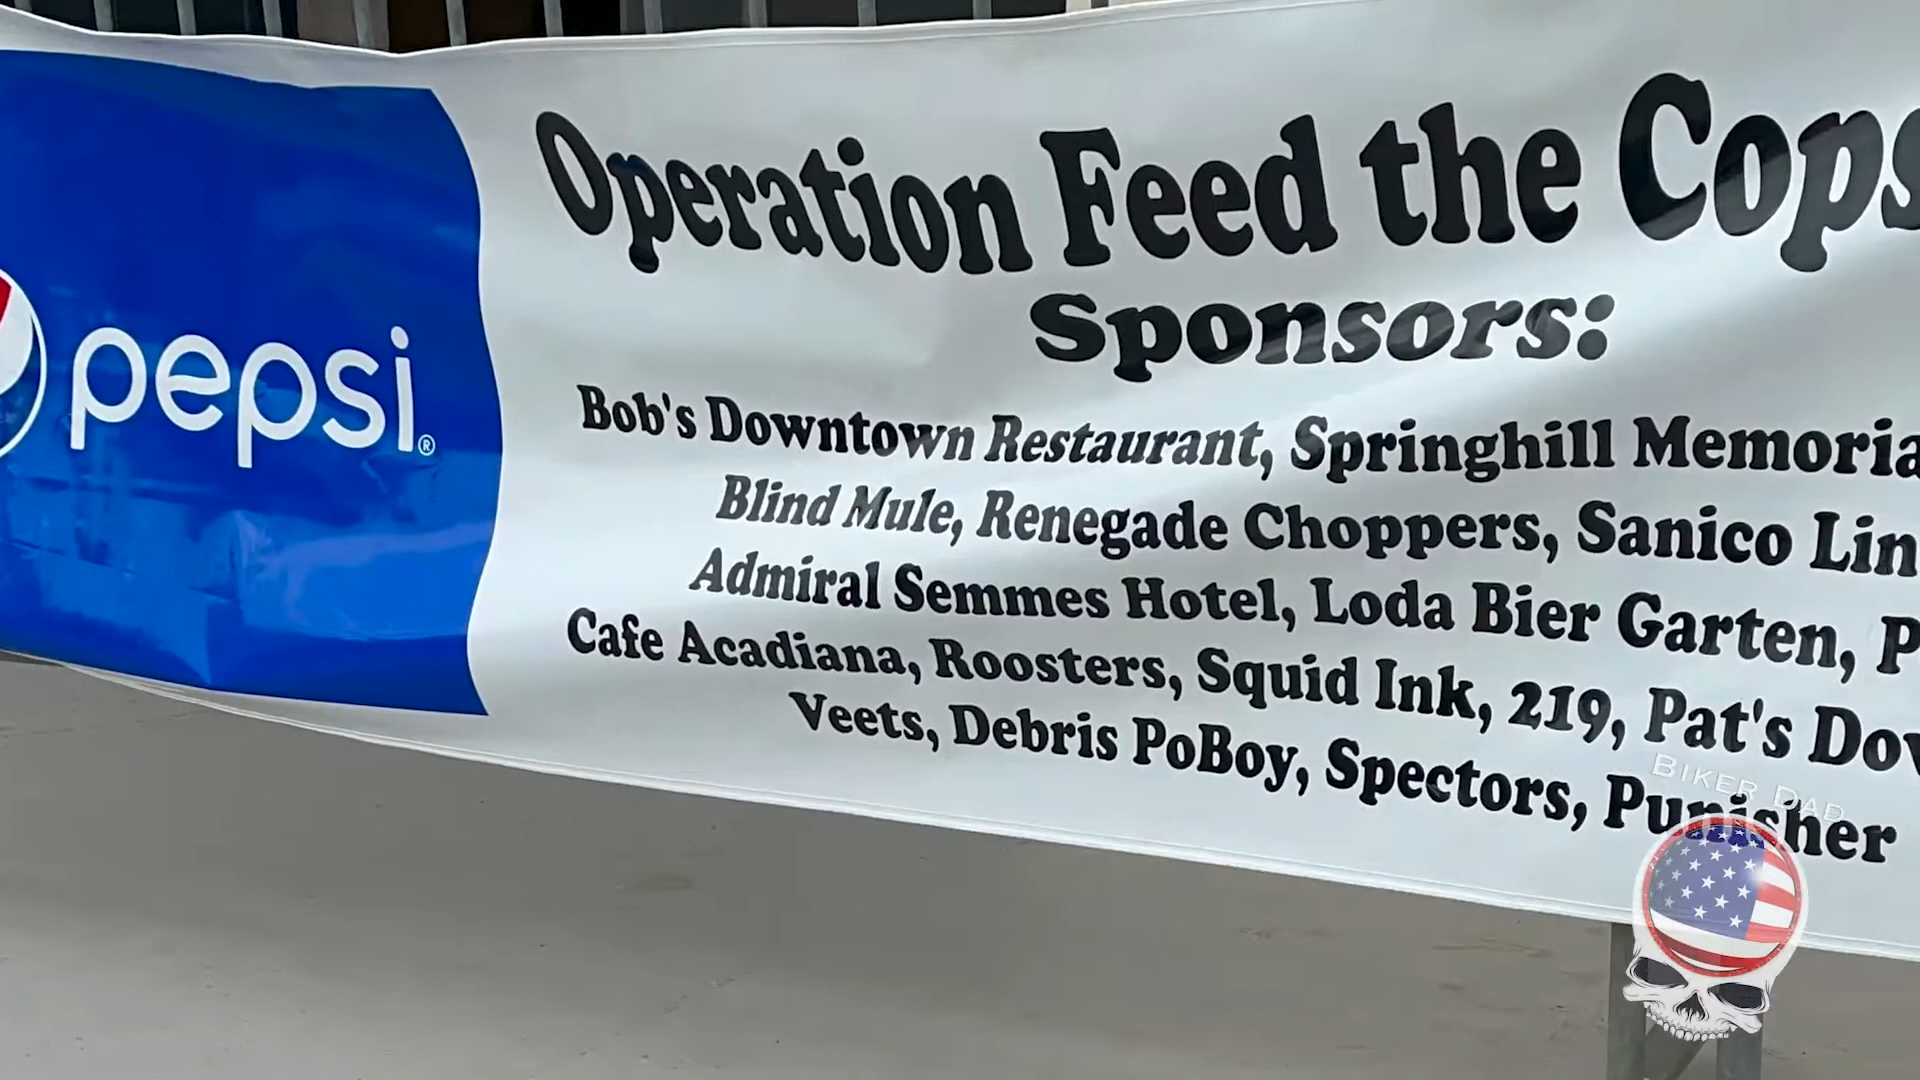 pepsi®
Operation Feed the Cops
Sponsors:
Bob's Downtown Restaurant, Springhill Memoria
Blind Mule, Renegade Choppers, Sanico Lin
Admiral Semmes Hotel, Loda Bier Garten, P
Cafe Acadiana, Roosters, Squid Ink, 219, Pat's Dow
Veets, Debris PoBoy, Spectors, Punisher
BIKER DAD